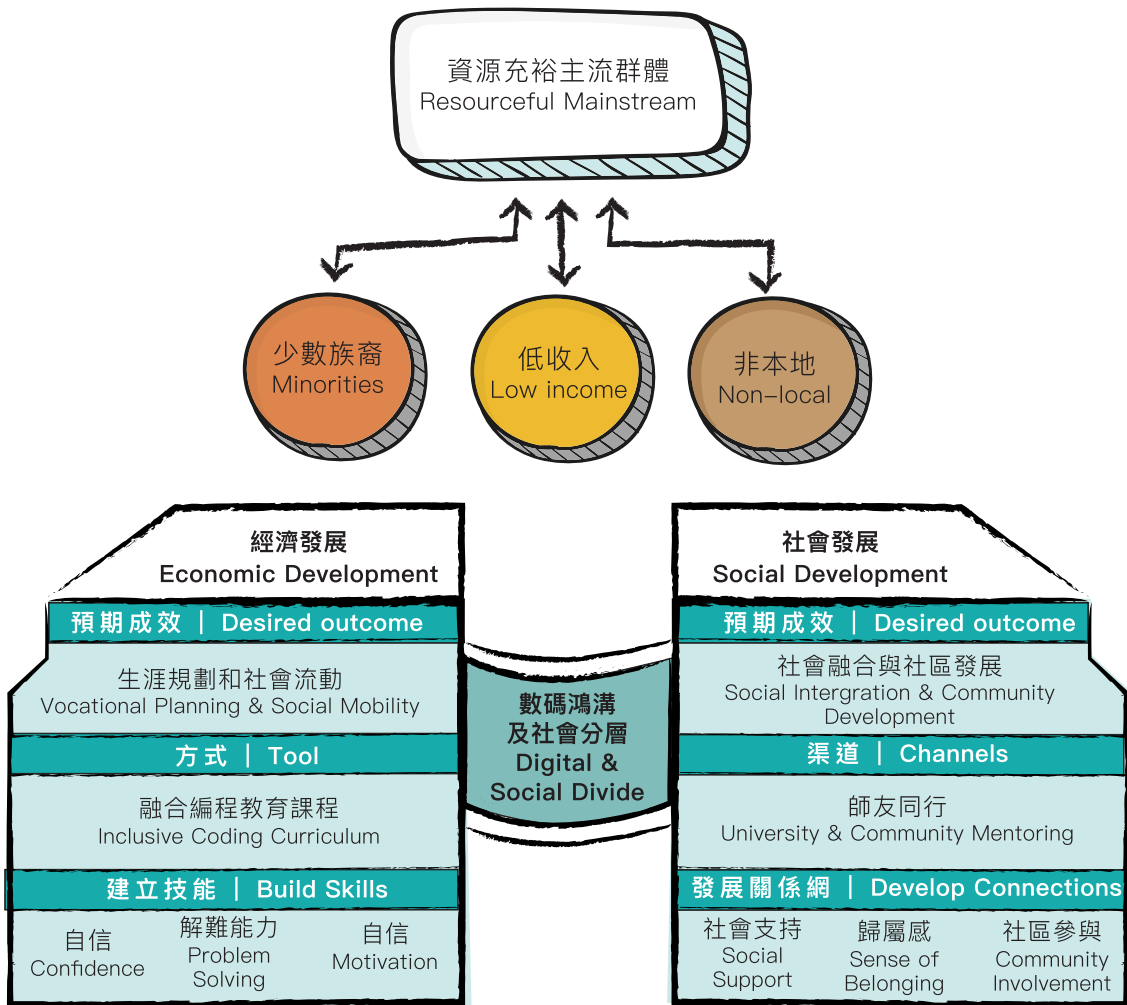 資源充裕主流群體
Resourceful Mainstream
少數族裔
Minorities
低收入
Low income
非本地
Non-local
經濟發展
Economic Development
預期成效 | Desired outcome
生涯規劃和社會流動
Vocational Planning & Social Mobility
方式 | Tool
融合編程教育課程
Inclusive Coding Curriculum
建立技能 | Build Skills
自信
Confidence
解難能力
Problem
Solving
自信
Motivation
數碼鴻溝
及社會分層
Digital &
Social Divide
社會發展
Social Development
預期成效 | Desired outcome
社會融合與社區發展
Social Intergration & Community
Development
渠道 | Channels
師友同行
University & Community Mentoring
發展關係網 | Develop Connections
社會支持
Social
Support
歸屬感
Sense of
Belonging
社區參與
Community
Involvement